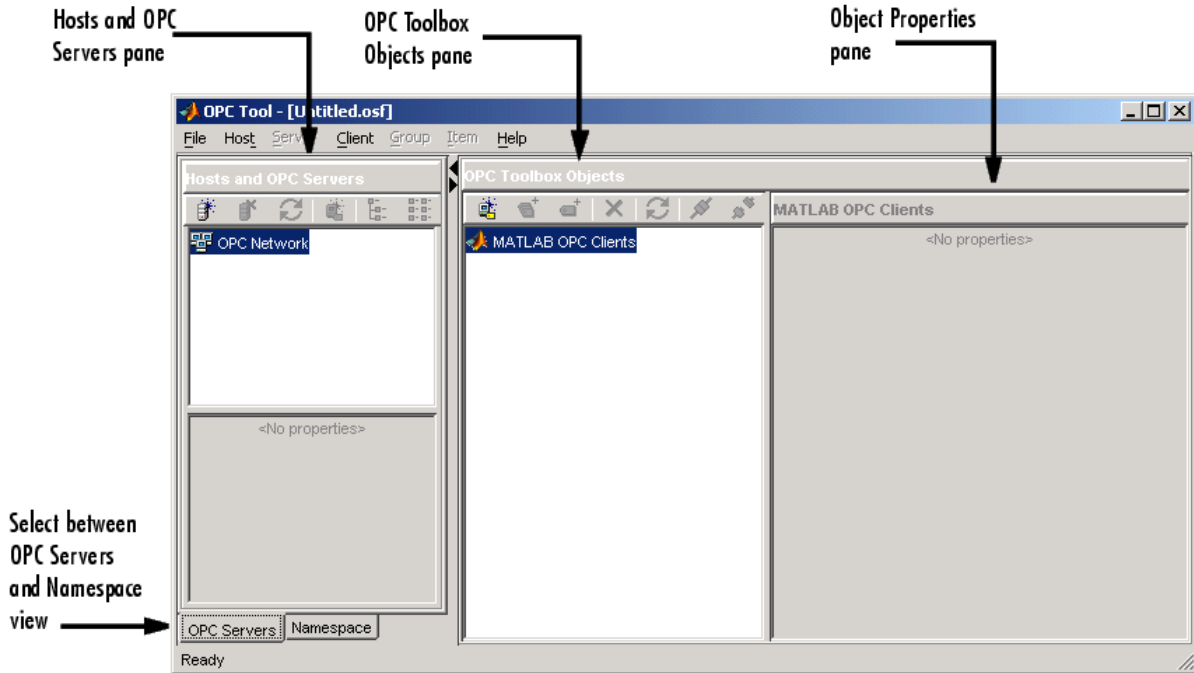 Hosts and OPC
Servers pane
OPC Toolbox
Objects pane
Object Properties
pane
OPC Tool - [Untitled.osf]
File Host Server Client Group Item Help
Hosts and OPC Servers
OPC Toolbox Objects
MATLAB OPC Clients
OPC Network
MATLAB OPC Clients
<No properties>
<No properties>
Select between
OPC Servers
and Namespace
view
OPC Servers Namespace
Ready